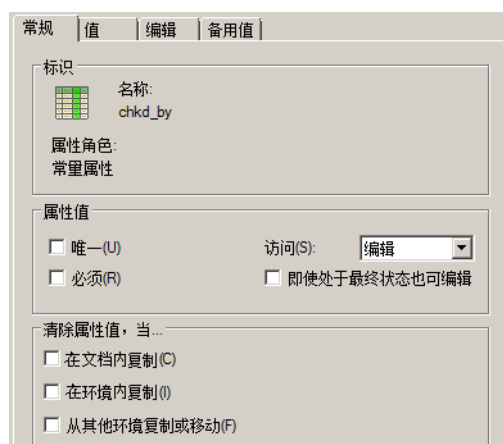 常规 值 编辑 备用值
标识
名称:
chkd_by
属性角色:
常量属性
属性值
唯一(U) 访问(S): 编辑
必须(R) 即使处于最终状态也可编辑
清除属性值，当...
在文档内复制(C)
在环境内复制(I)
从其他环境复制或移动(F)